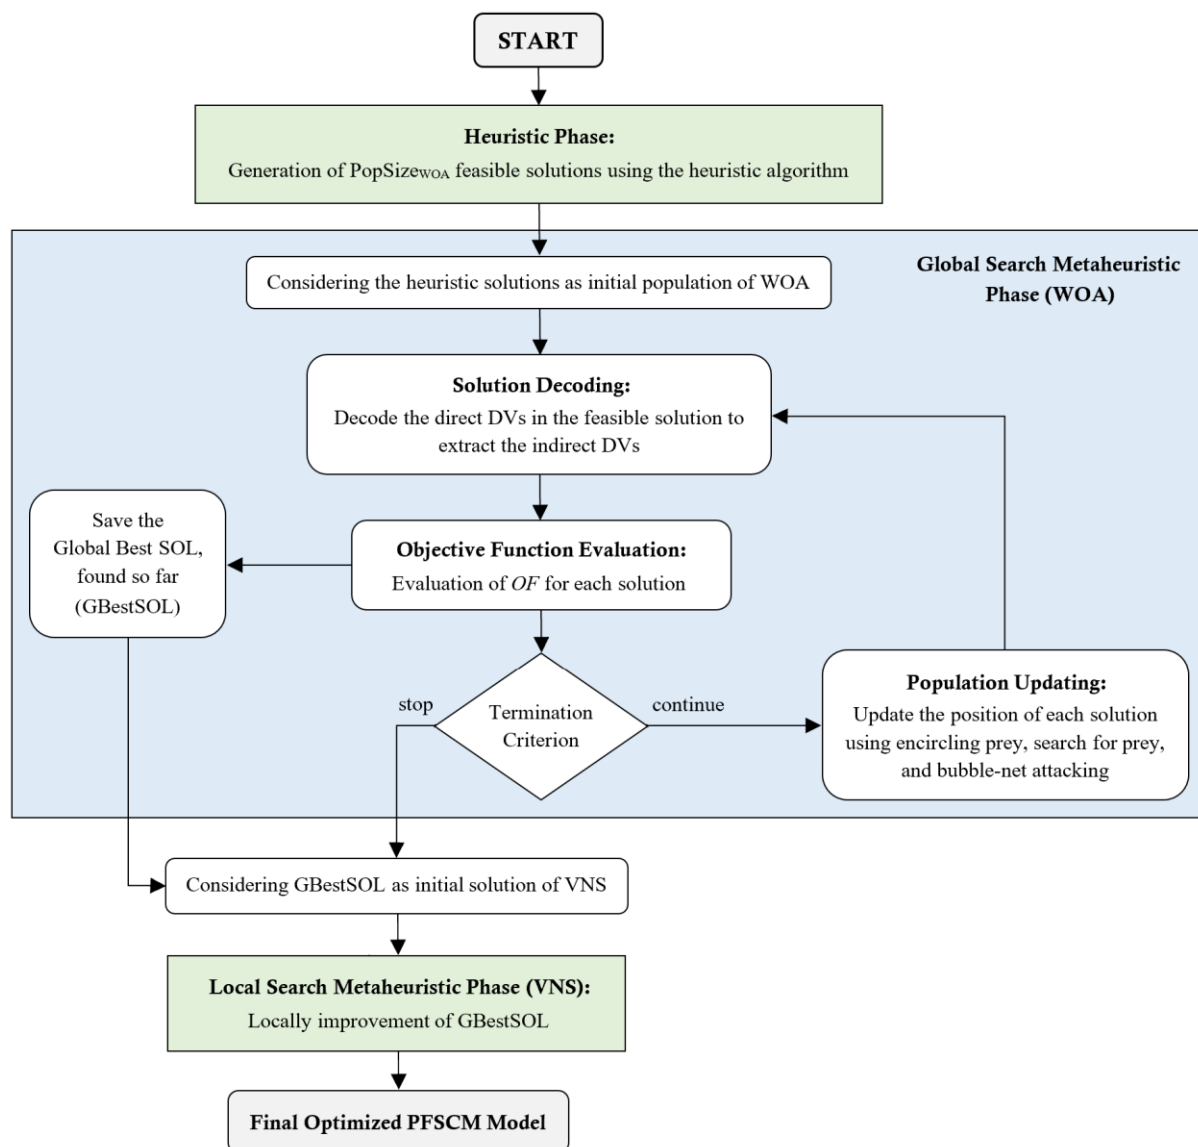 START
Heuristic Phase:
Generation of PopSizeWOA feasible solutions using the heuristic algorithm
Global Search Metaheuristic
Phase (WOA)
Considering the heuristic solutions as initial population of WOA
Solution Decoding:
Decode the direct DVs in the feasible solution to
extract the indirect DVs
Save the
Global Best SOL,
found so far
(GBestSOL)
Objective Function Evaluation:
Evaluation of OF for each solution
stop
Termination
Criterion
continue
Population Updating:
Update the position of each solution
using encircling prey, search for prey,
and bubble-net attacking
Considering GBestSOL as initial solution of VNS
Local Search Metaheuristic Phase (VNS):
Locally improvement of GBestSOL
Final Optimized PFSCM Model